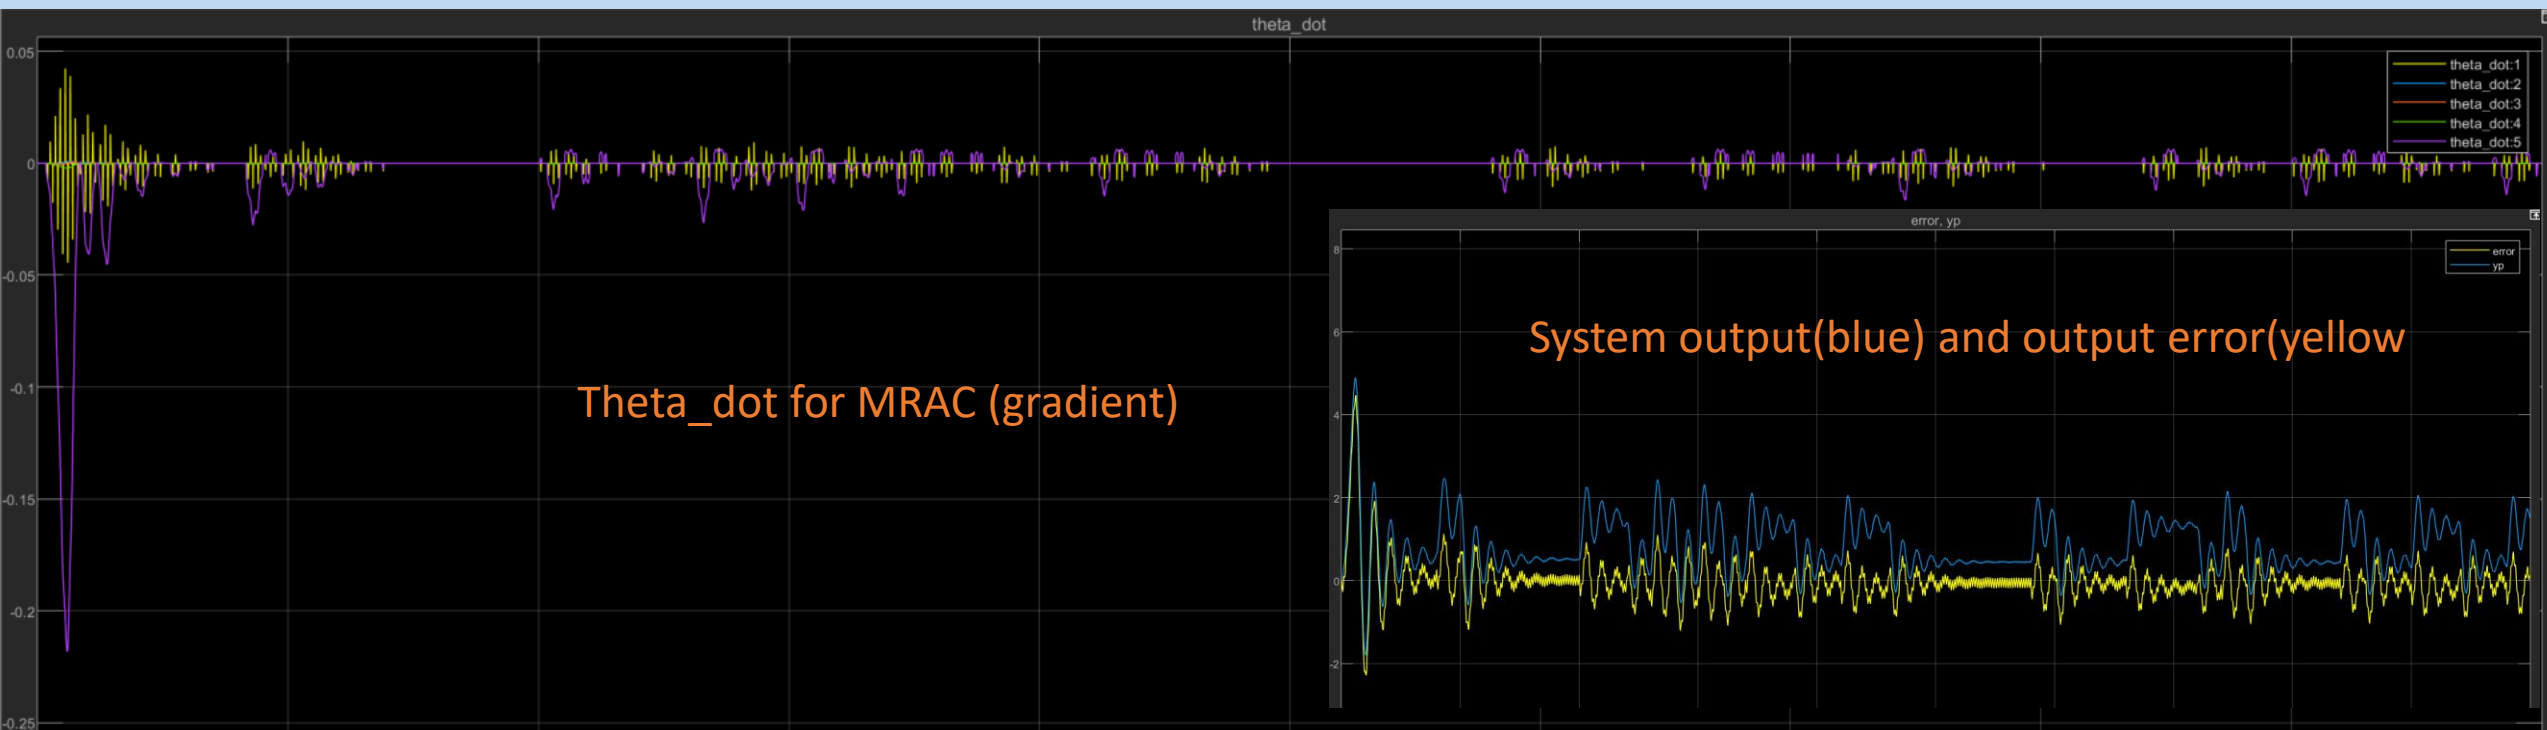 theta_dot
0.05
0
-0.05
-0.1
-0.15
-0.2
-0.25
theta_dot:1
theta_dot:2
theta_dot:3
theta_dot:4
theta_dot:5
Theta_dot for MRAC (gradient)
error, yp
8
6
4
2
0
-2
error
yp
System output(blue) and output error(yellow